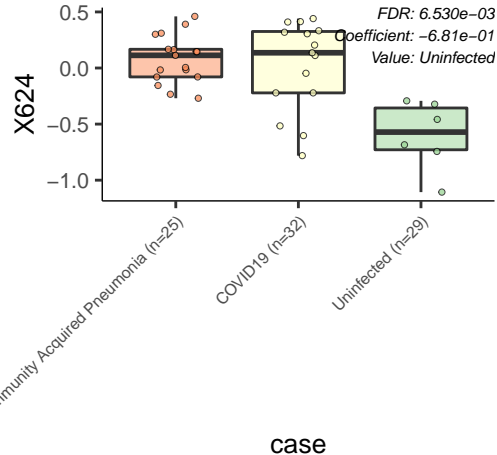 FDR: 6.530e−03
Coefficient: −6.81e−01
Value: Uninfected
X624
0.5
0.0
−0.5
−1.0
Acquired Pneumonia (n=25)
COVID19 (n=32)
Uninfected (n=29)
case